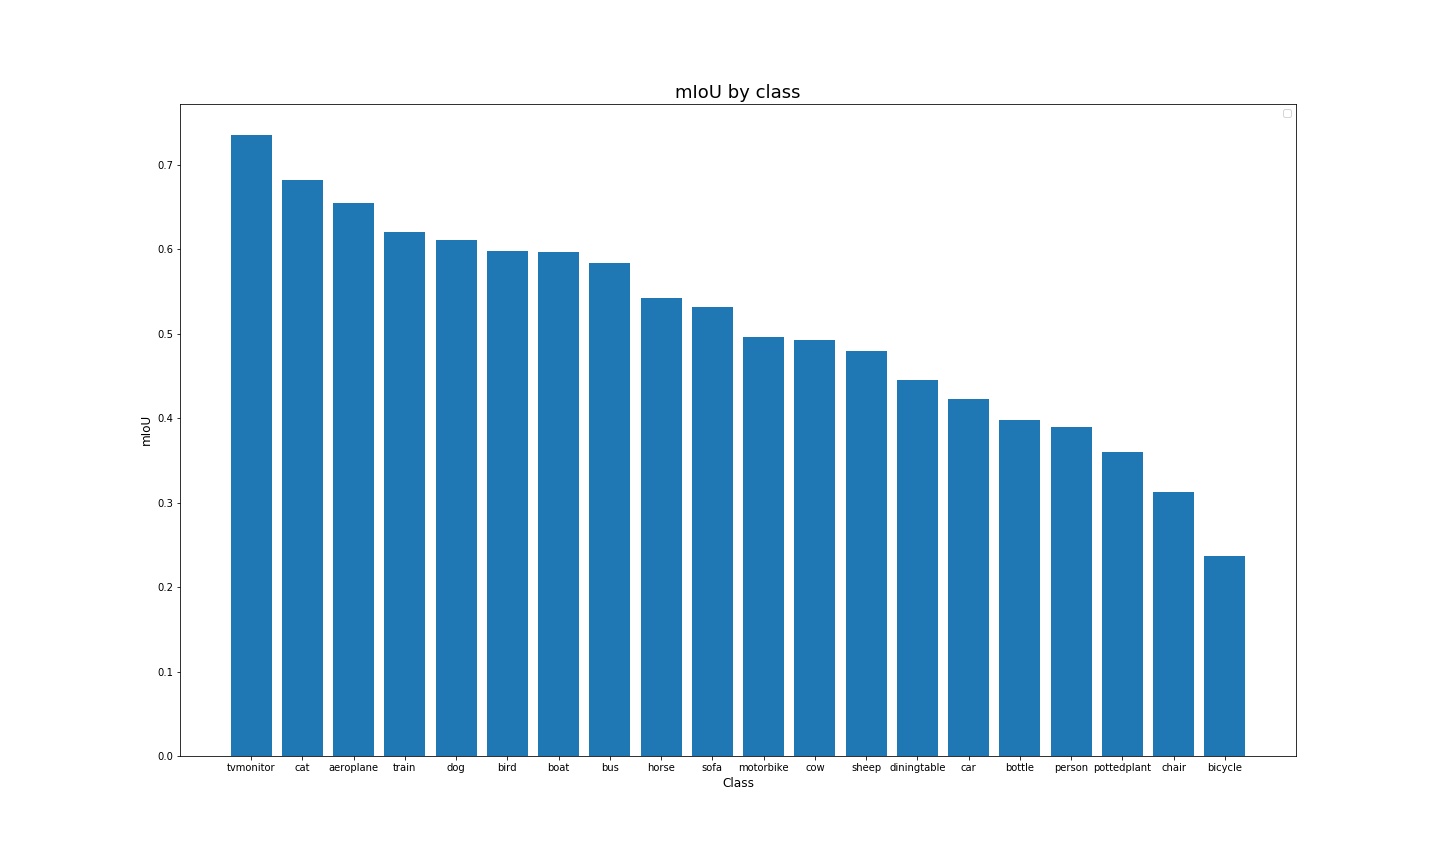 mIoU by class
0.7
0.6
0.5
0.4
0.3
0.2
0.1
0.0
mIoU
tvmonitor cat aeroplane train dog bird boat bus horse sofa motorbike cow sheep diningtable car bottle person pottedplant chair bicycle
Class